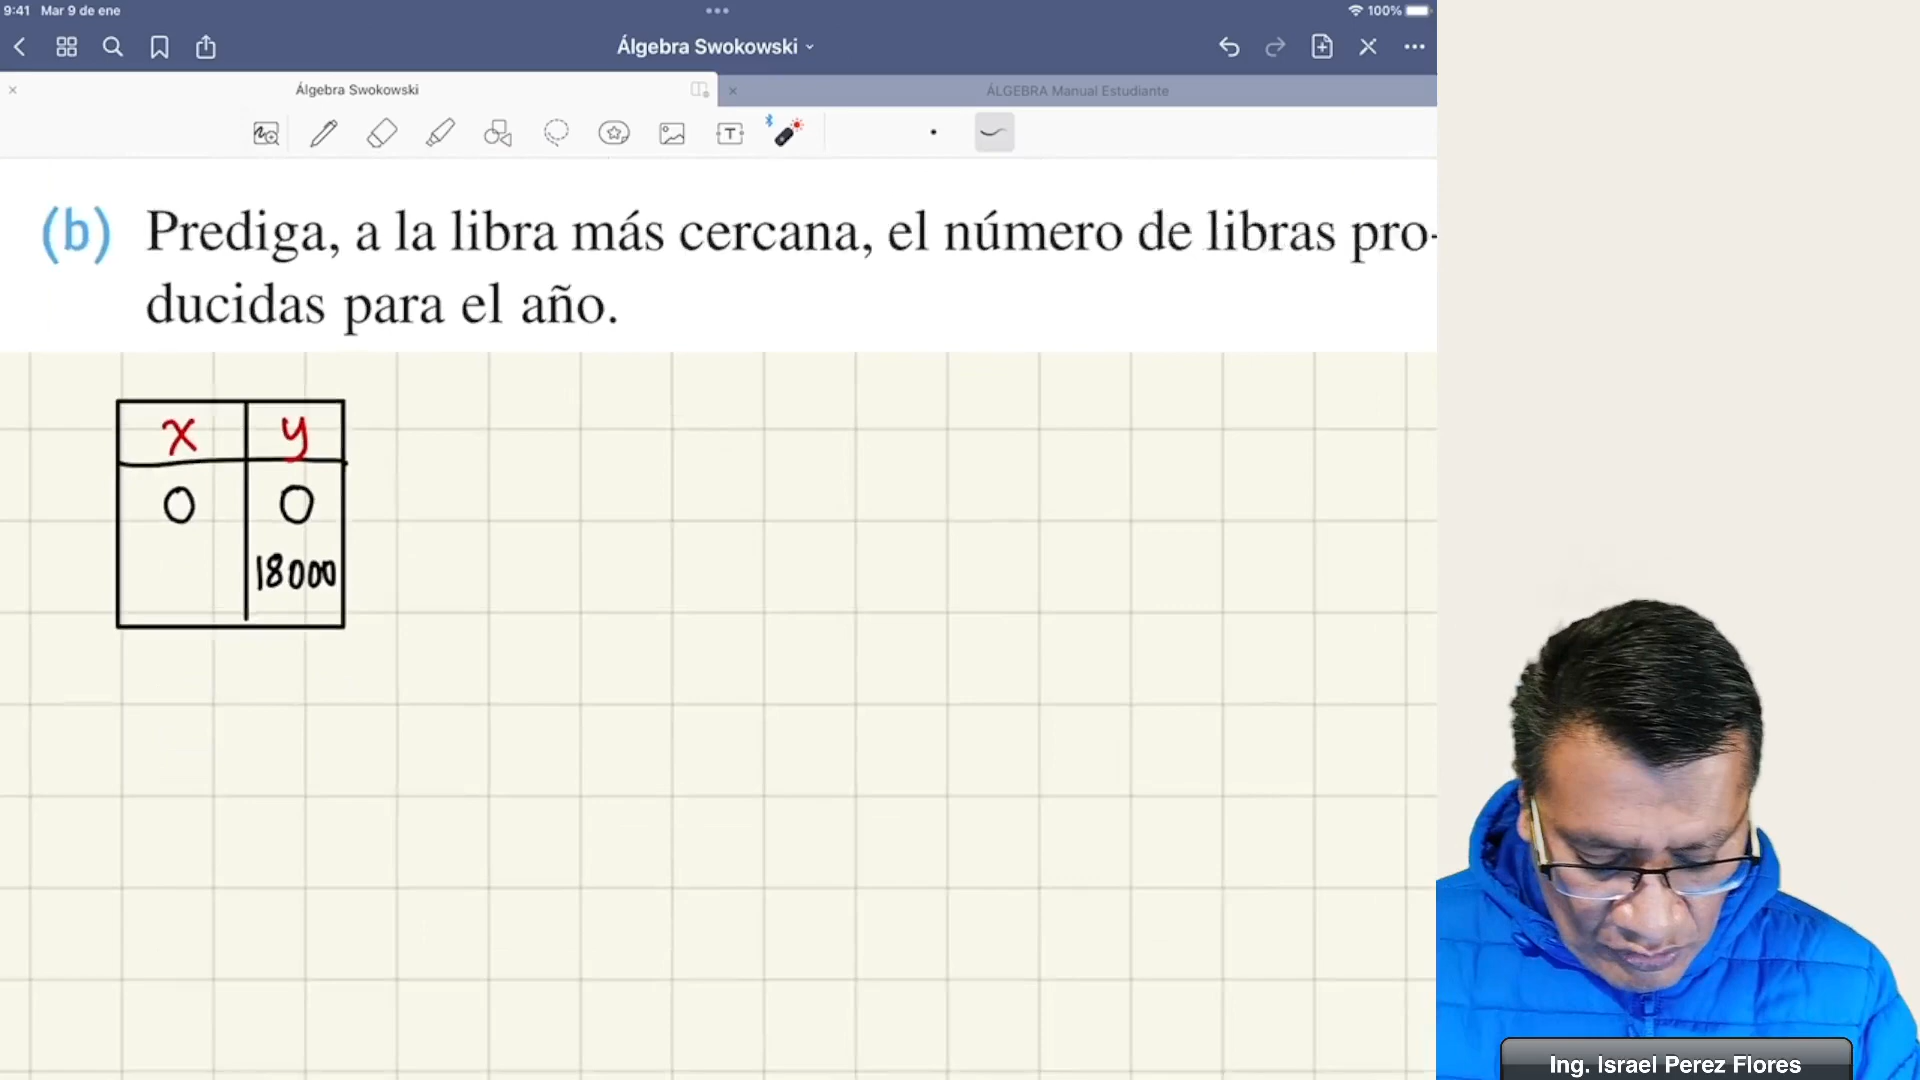 9:41 Mar 9 de ene
100%
Álgebra Swokowski
Álgebra Swokowski
ÁLGEBRA Manual Estudiante
T
(b) Prediga, a la libra más cercana, el número de libras pro-
ducidas para el año.
x y
0 0
18000
Ing. Israel Perez Flores